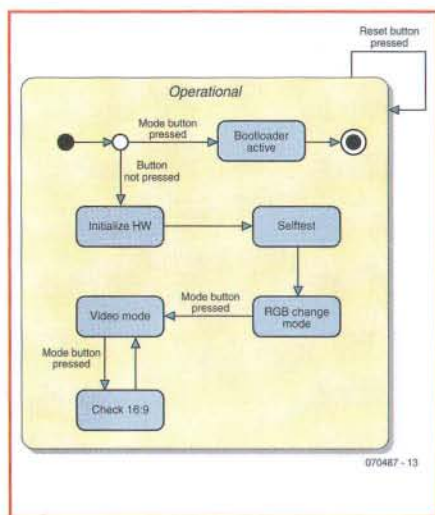 Reset button
pressed
Operational
Mode button
pressed
Bootloader
active
Button
not pressed
Initialize HW
Selftest
Video mode
Mode button
pressed
RGB change
mode
Mode button
pressed
Check 16:9
070487 - 13